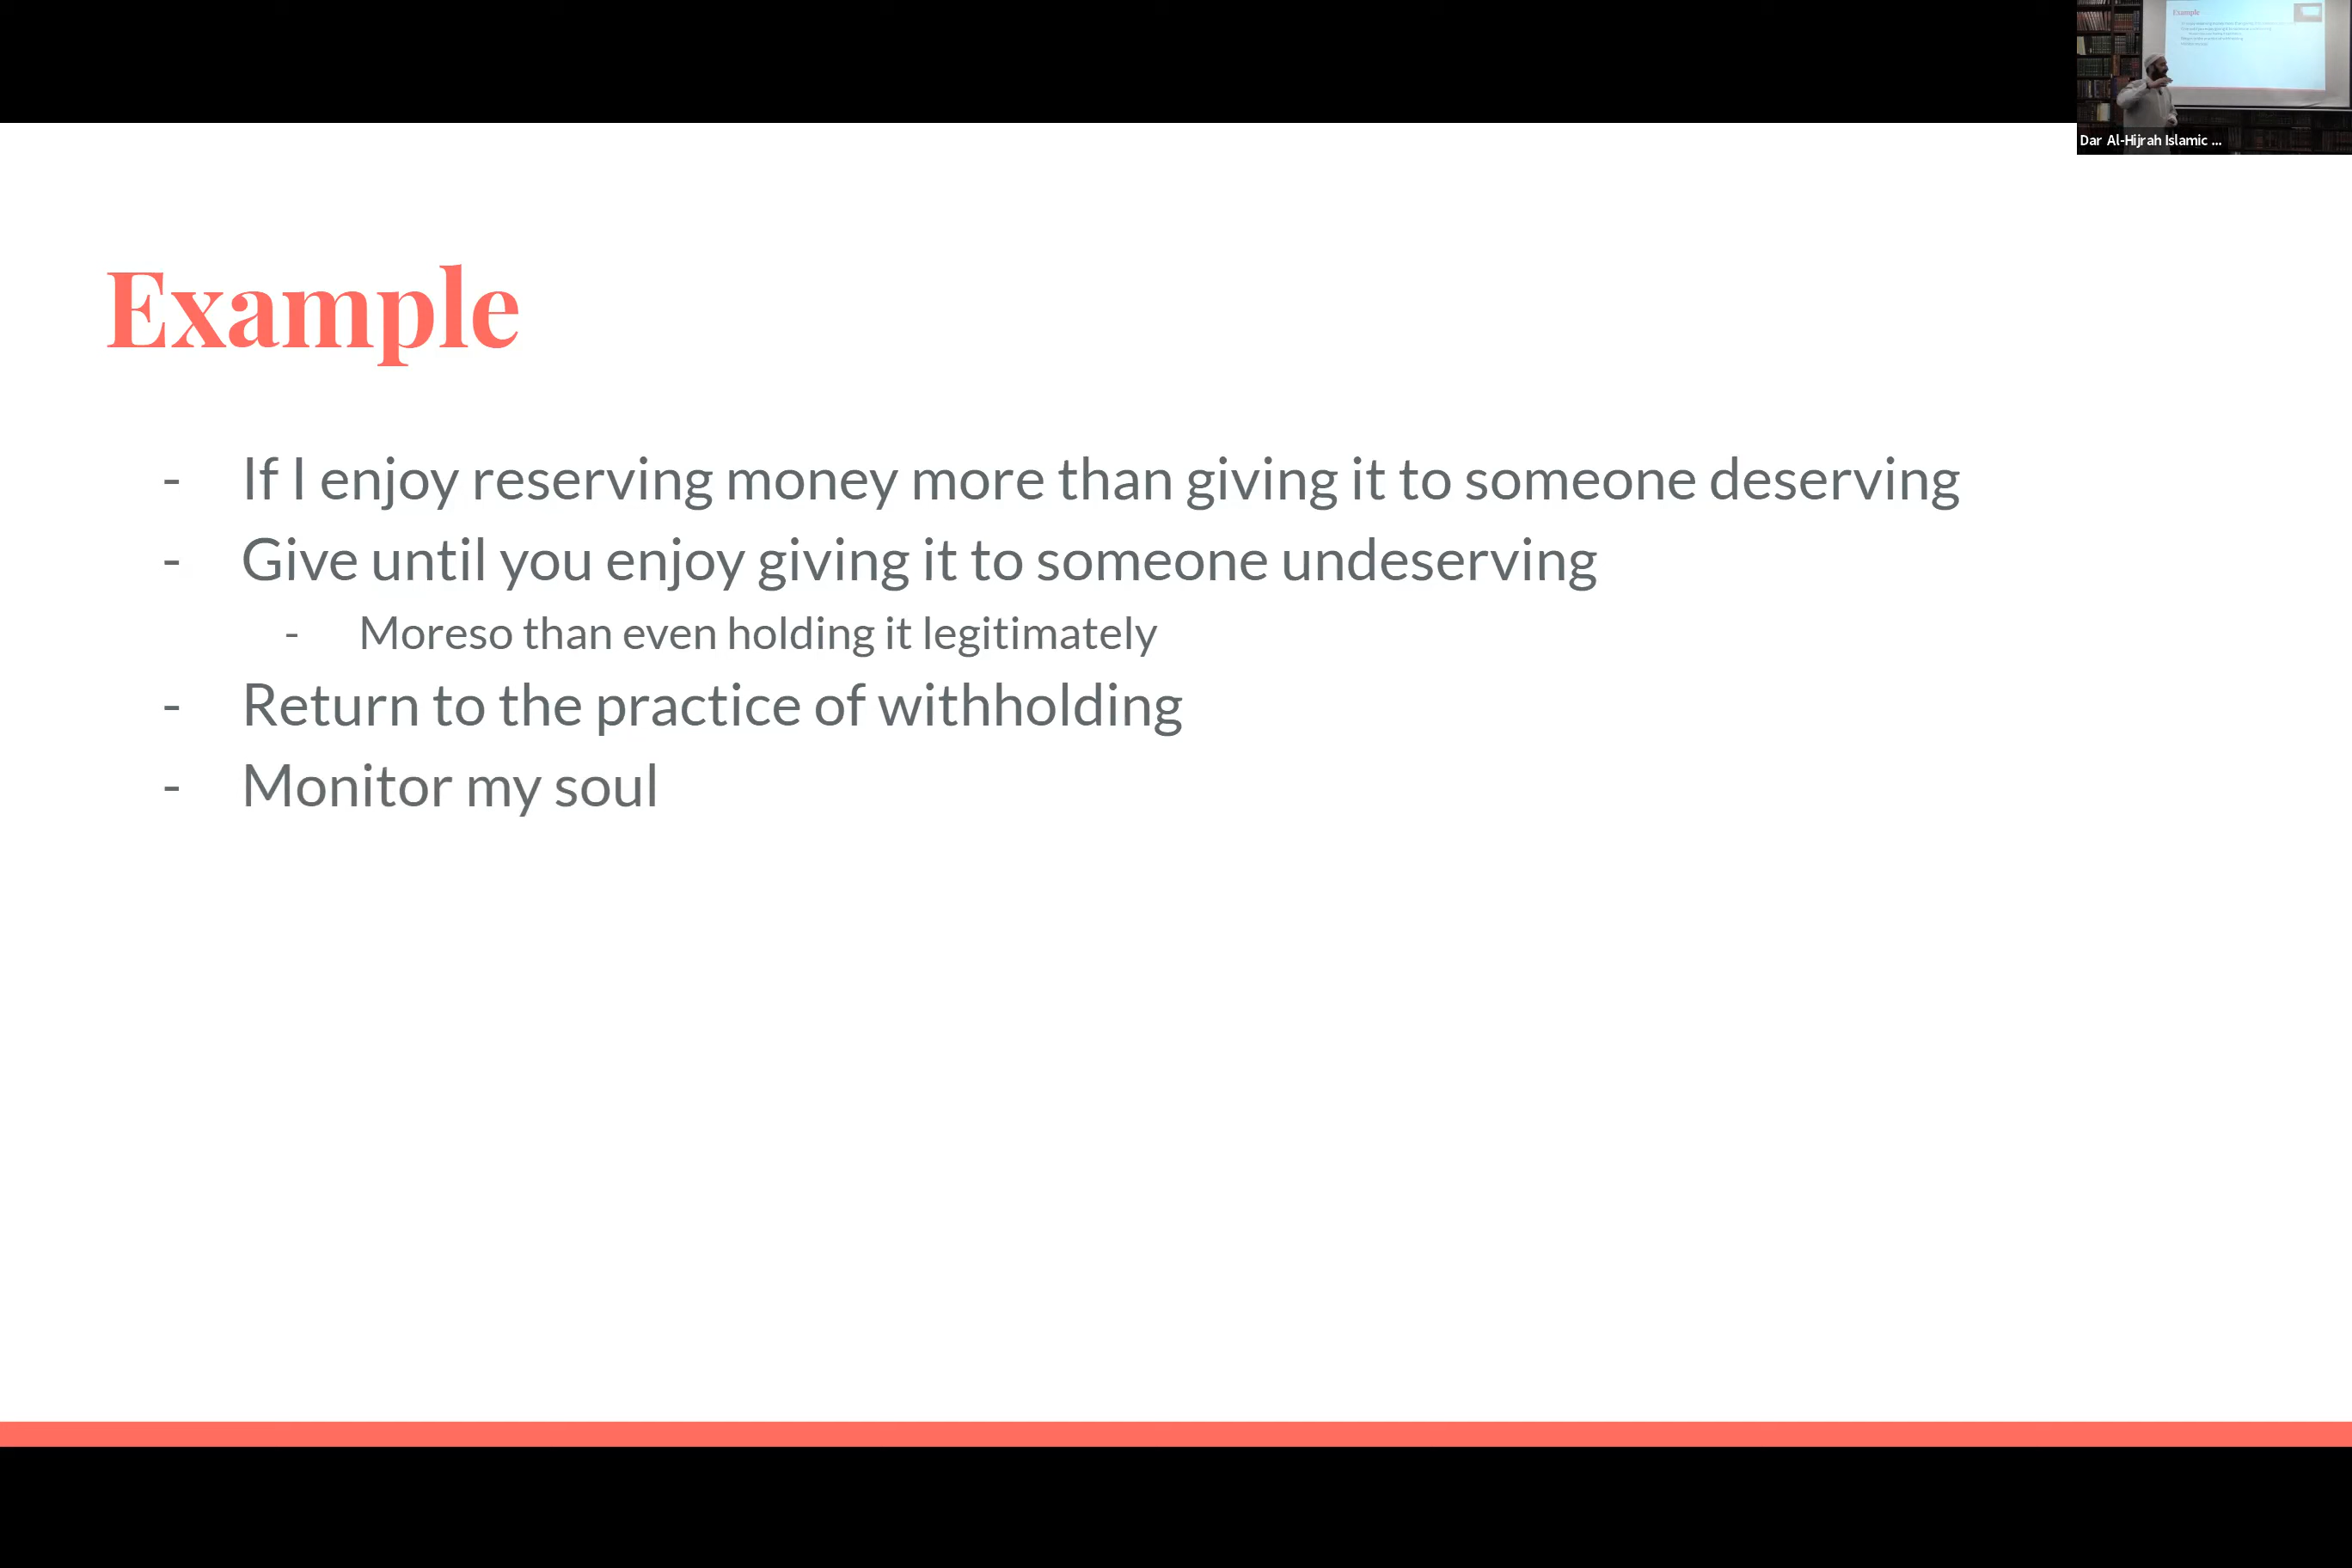 Example
- If I enjoy reserving money more than giving it to someone deserving
- Give until you enjoy giving it to someone undeserving
- Moreso than even holding it legitimately
- Return to the practice of withholding
- Monitor my soul
Example
Dar Al-Hijrah Islamic ...